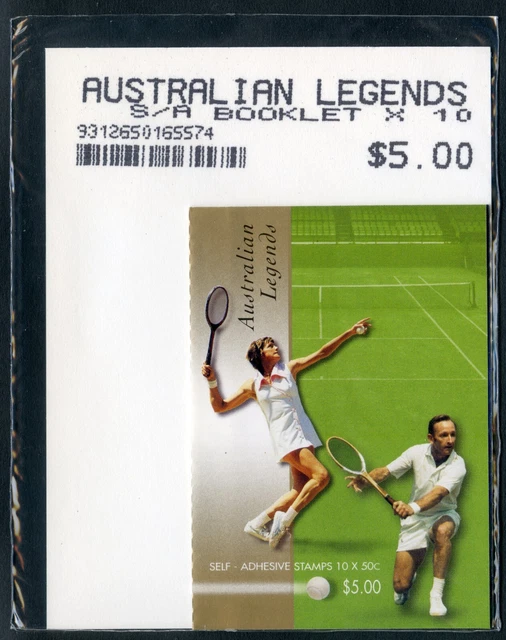 AUSTRALIAN LEGENDS
S/A BOOKLET X 10
9312650165574
$5.00
Australian
Legends
SELF - ADHESIVE STAMPS 10 X 50c
$5.00